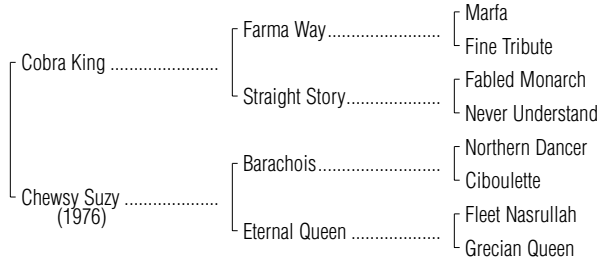 Marfa
Farma Way
Fine Tribute
Cobra King
Fabled Monarch
Straight Story
Never Understand
Northern Dancer
Barachois
Ciboulette
Chewsy Suzy
(1976)
Fleet Nasrullah
Eternal Queen
Grecian Queen